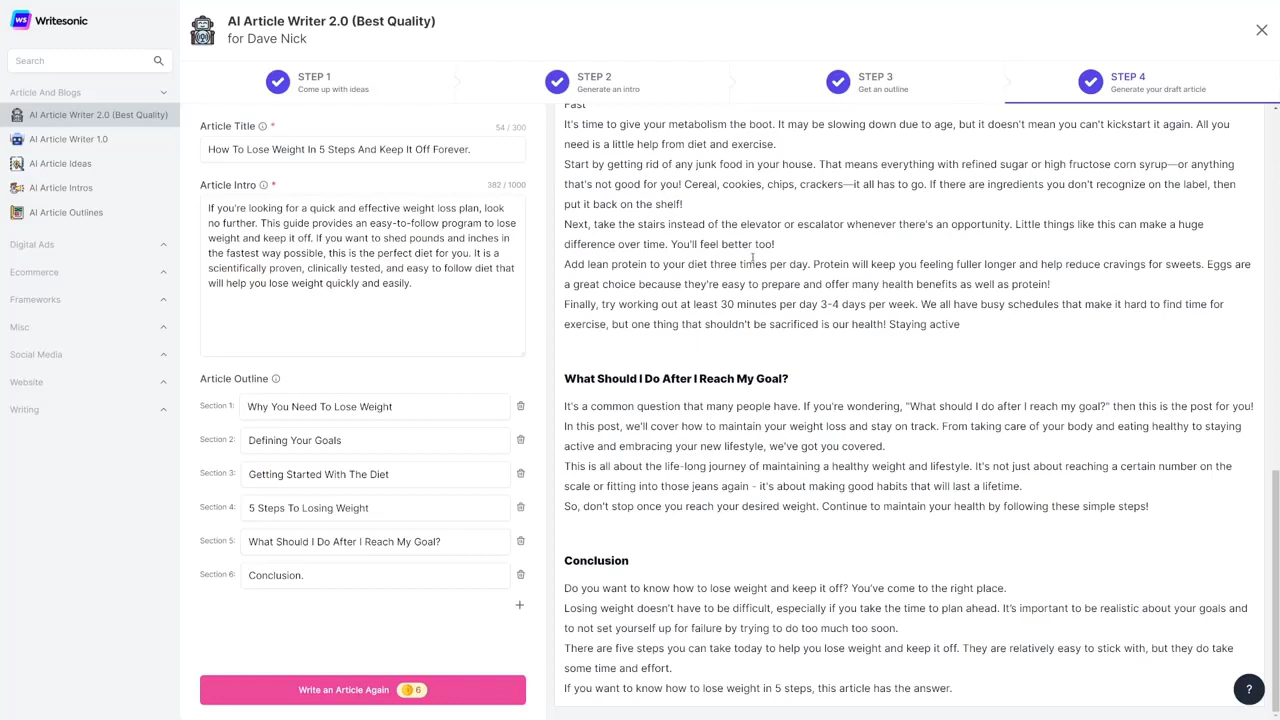 WS Writesonic
Search
Article And Blogs
AI Article Writer 2.0 (Best Quality)
AI Article Writer 1.0
AI Article Ideas
AI Article Intros
AI Article Outlines
Digital Ads
Ecommerce
Frameworks
Misc
Social Media
Website
Writing
AI Article Writer 2.0 (Best Quality)
for Dave Nick
STEP 1
Come up with ideas
STEP 2
Generate an intro
STEP 3
Get an outline
STEP 4
Generate your draft article
Article Title * 54 / 300
How To Lose Weight In 5 Steps And Keep It Off Forever.
Article Intro * 382 / 1000
If you're looking for a quick and effective weight loss plan, look
no further. This guide provides an easy-to-follow program to lose
weight and keep it off. If you want to shed pounds and inches in
the fastest way possible, this is the perfect diet for you. It is a
scientifically proven, clinically tested, and easy to follow diet that
will help you lose weight quickly and easily.
Article Outline
Section 1: Why You Need To Lose Weight
Section 2: Defining Your Goals
Section 3: Getting Started With The Diet
Section 4: 5 Steps To Losing Weight
Section 5: What Should I Do After I Reach My Goal?
Section 6: Conclusion.
+
Write an Article Again 6
Fast
It's time to give your metabolism the boot. It may be slowing down due to age, but it doesn't mean you can't kickstart it again. All you
need is a little help from diet and exercise.
Start by getting rid of any junk food in your house. That means everything with refined sugar or high fructose corn syrup—or anything
that's not good for you! Cereal, cookies, chips, crackers—it all has to go. If there are ingredients you don't recognize on the label, then
put it back on the shelf!
Next, take the stairs instead of the elevator or escalator whenever there's an opportunity. Little things like this can make a huge
difference over time. You'll feel better too!
Add lean protein to your diet three times per day. Protein will keep you feeling fuller longer and help reduce cravings for sweets. Eggs are
a great choice because they're easy to prepare and offer many health benefits as well as protein!
Finally, try working out at least 30 minutes per day 3-4 days per week. We all have busy schedules that make it hard to find time for
exercise, but one thing that shouldn't be sacrificed is our health! Staying active
What Should I Do After I Reach My Goal?
It's a common question that many people have. If you're wondering, "What should I do after I reach my goal?" then this is the post for you!
In this post, we'll cover how to maintain your weight loss and stay on track. From taking care of your body and eating healthy to staying
active and embracing your new lifestyle, we've got you covered.
This is all about the life-long journey of maintaining a healthy weight and lifestyle. It's not just about reaching a certain number on the
scale or fitting into those jeans again - it's about making good habits that will last a lifetime.
So, don't stop once you reach your desired weight. Continue to maintain your health by following these simple steps!
Conclusion
Do you want to know how to lose weight and keep it off? You've come to the right place.
Losing weight doesn't have to be difficult, especially if you take the time to plan ahead. It's important to be realistic about your goals and
to not set yourself up for failure by trying to do too much too soon.
There are five steps you can take today to help you lose weight and keep it off. They are relatively easy to stick with, but they do take
some time and effort.
If you want to know how to lose weight in 5 steps, this article has the answer.
?